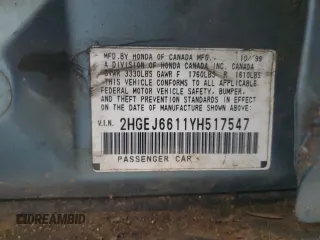 MFD. BY HONDA OF CANADA MFG. 10/99
A DIVISION OF HONDA CANADA INC., CANADA
GVWR 3330LBS GAWR F 1760LBS R 1610LBS
THIS VEHICLE CONFORMS TO ALL APPLICABLE
FEDERAL MOTOR VEHICLE SAFETY, BUMPER,
AND THEFT PREVENTION STANDARDS IN
EFFECT ON THE DATE OF MANUFACTURE
SHOWN ABOVE.
V.I.N. 2HGEJ6611YH517547
PASSENGER CAR
© DREAMBID